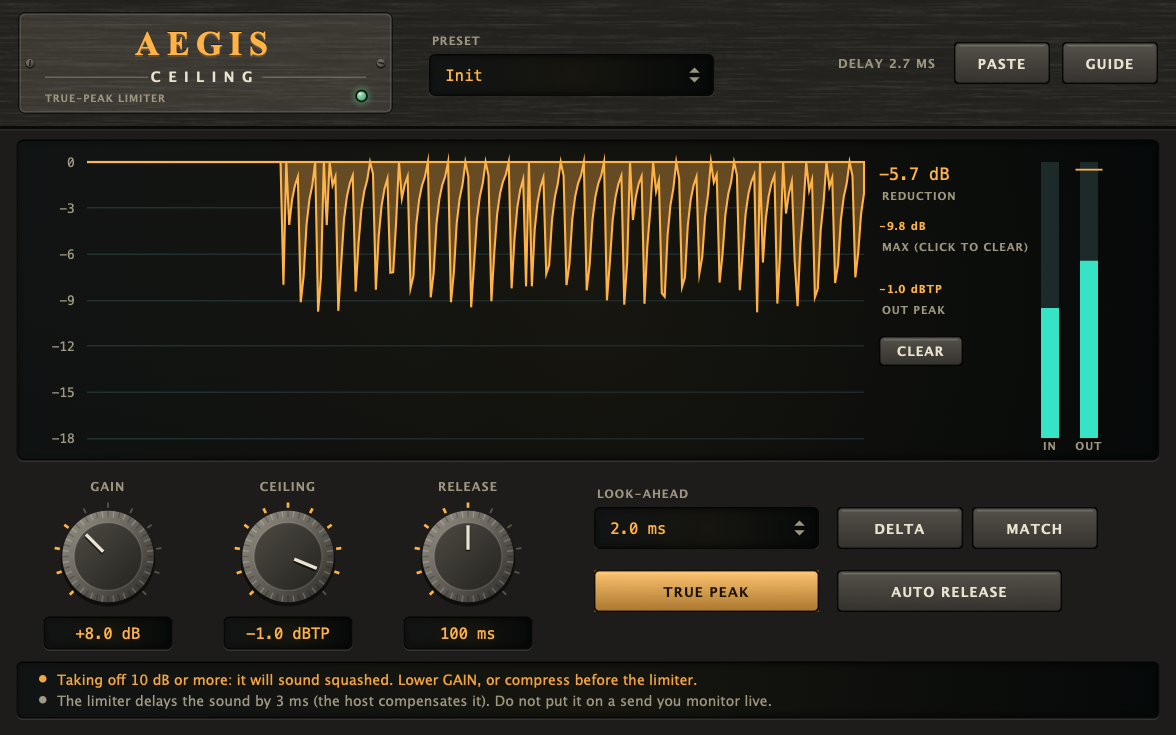 AEGIS
CEILING
TRUE-PEAK LIMITER
PRESET
Init
DELAY 2.7 MS
PASTE
GUIDE
0
−3
−6
−9
−12
−15
−18
−5.7 dB
REDUCTION
−9.8 dB
MAX (CLICK TO CLEAR)
−1.0 dBTP
OUT PEAK
CLEAR
IN
OUT
GAIN
CEILING
RELEASE
+8.0 dB
−1.0 dBTP
100 ms
LOOK-AHEAD
2.0 ms
DELTA
MATCH
TRUE PEAK
AUTO RELEASE
Taking off 10 dB or more: it will sound squashed. Lower GAIN, or compress before the limiter.
The limiter delays the sound by 3 ms (the host compensates it). Do not put it on a send you monitor live.